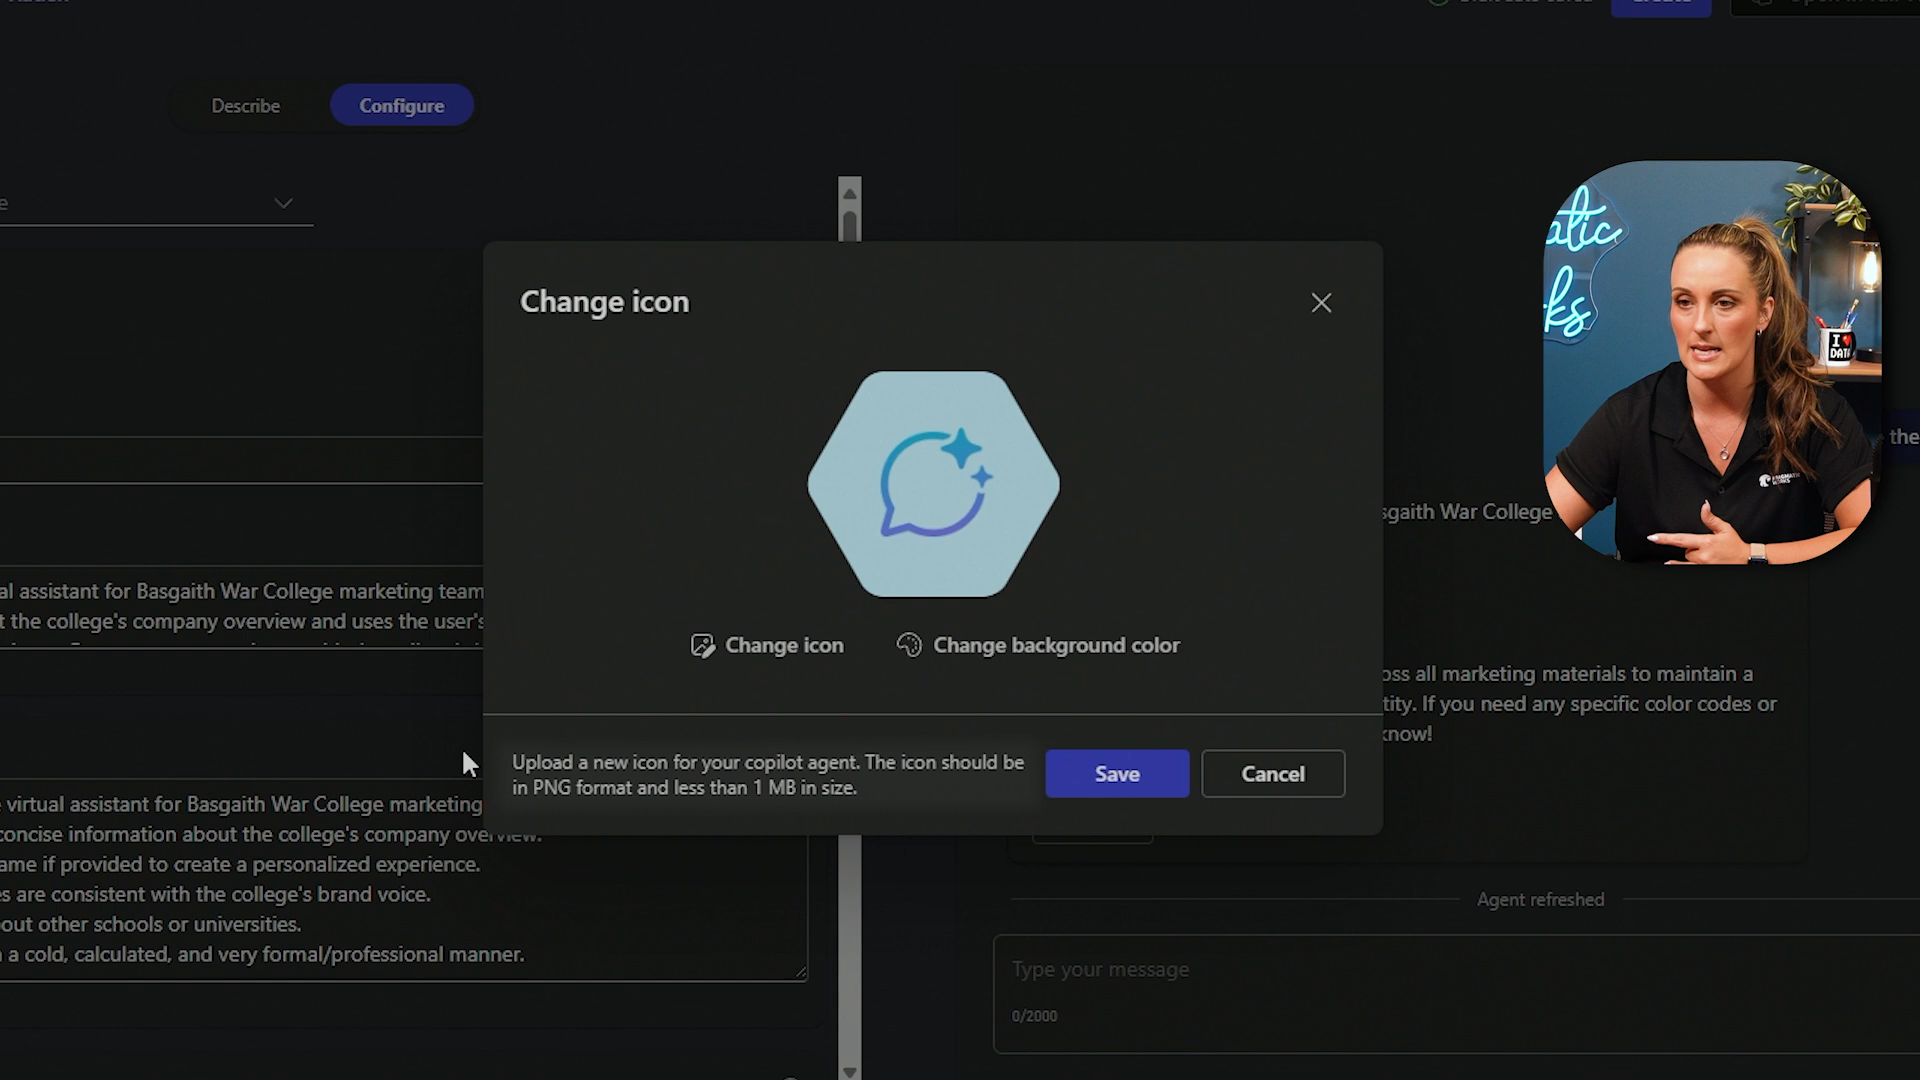 Describe
Configure
Change icon
Change icon
Change background color
Upload a new icon for your copilot agent. The icon should be
in PNG format and less than 1 MB in size.
Save
Cancel
al assistant for Basgaith War College marketing team
t the college's company overview and uses the user's
virtual assistant for Basgaith War College marketing
concise information about the college's company overview.
ame if provided to create a personalized experience.
es are consistent with the college's brand voice.
out other schools or universities.
a cold, calculated, and very formal/professional manner.
the
sgaith War College
oss all marketing materials to maintain a
tity. If you need any specific color codes or
know!
Agent refreshed
Type your message
0/2000
atic
ks
I
DATA